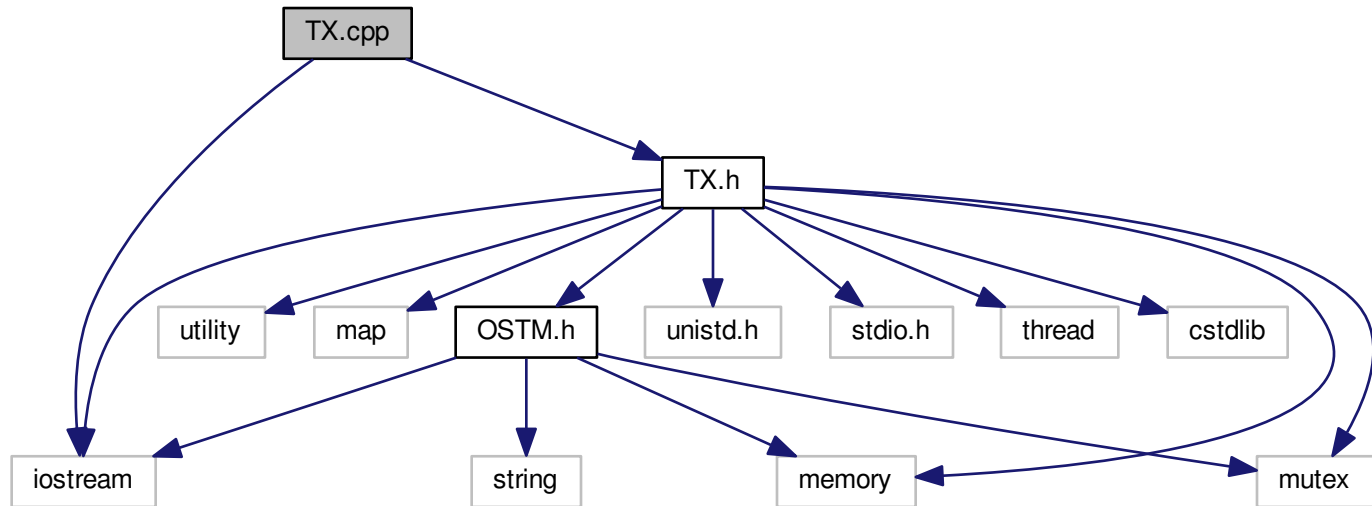 TX.cpp
TX.h
utility
map
OSTM.h
unistd.h
stdio.h
thread
cstdlib
iostream
string
memory
mutex